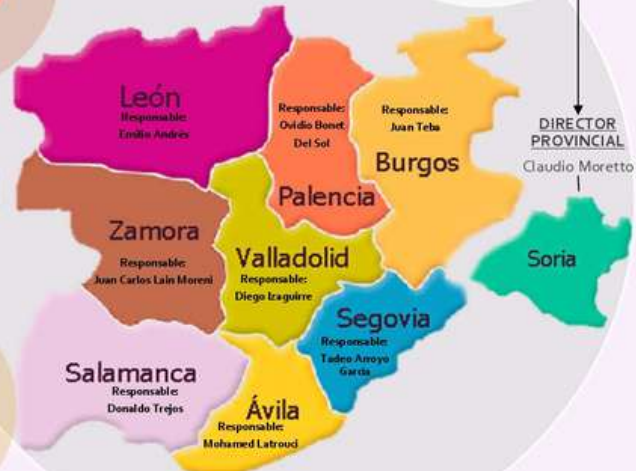 León
Responsable:
Emilio Andrés
Responsable:
Ovidio Bonet
Del Sol
Palencia
Responsable:
Juan Teba
Burgos
DIRECTOR
PROVINCIAL
Claudio Moretto
Soria
Zamora
Responsable:
Juan Carlos Lain Moreni
Valladolid
Responsable:
Diego Izaguirre
Segovia
Responsable:
Tadeo Arroyo
García
Salamanca
Responsable:
Donaldo Trejos
Ávila
Responsable:
Mohamed Latrouci